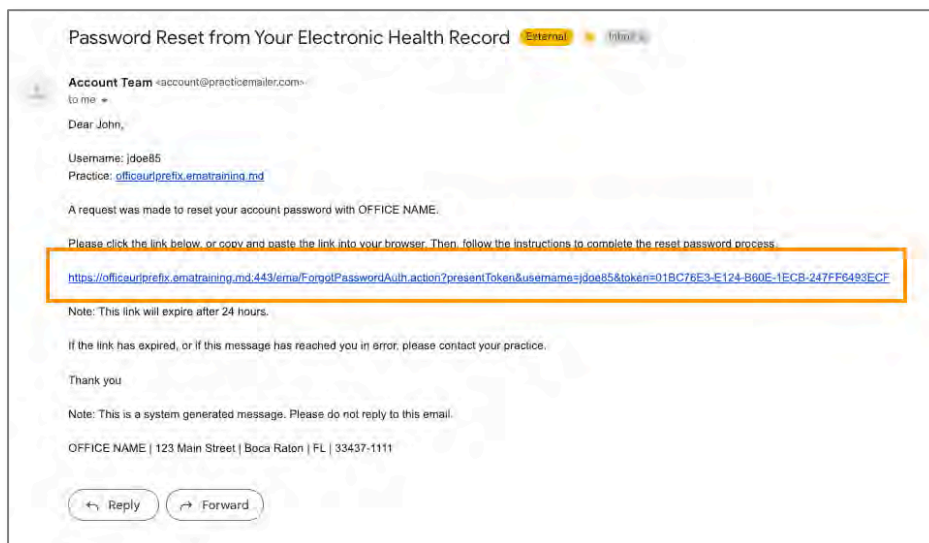 Password Reset from Your Electronic Health Record External Inbox x
Account Team <account@practicemailer.com>
to me
Dear John,
Username: jdoe85
Practice: officeurlprefix.ematraining.md
A request was made to reset your account password with OFFICE NAME.
Please click the link below, or copy and paste the link into your browser. Then, follow the instructions to complete the reset password process.
https://officeurlprefix.ematraining.md:443/ema/ForgotPasswordAuth.action?presentToken&username=jdoe85&token=01BC76E3-E124-B60E-1ECB-247FF6493ECF
Note: This link will expire after 24 hours.
If the link has expired, or if this message has reached you in error, please contact your practice.
Thank you
Note: This is a system generated message. Please do not reply to this email.
OFFICE NAME | 123 Main Street | Boca Raton | FL | 33437-1111
Reply Forward